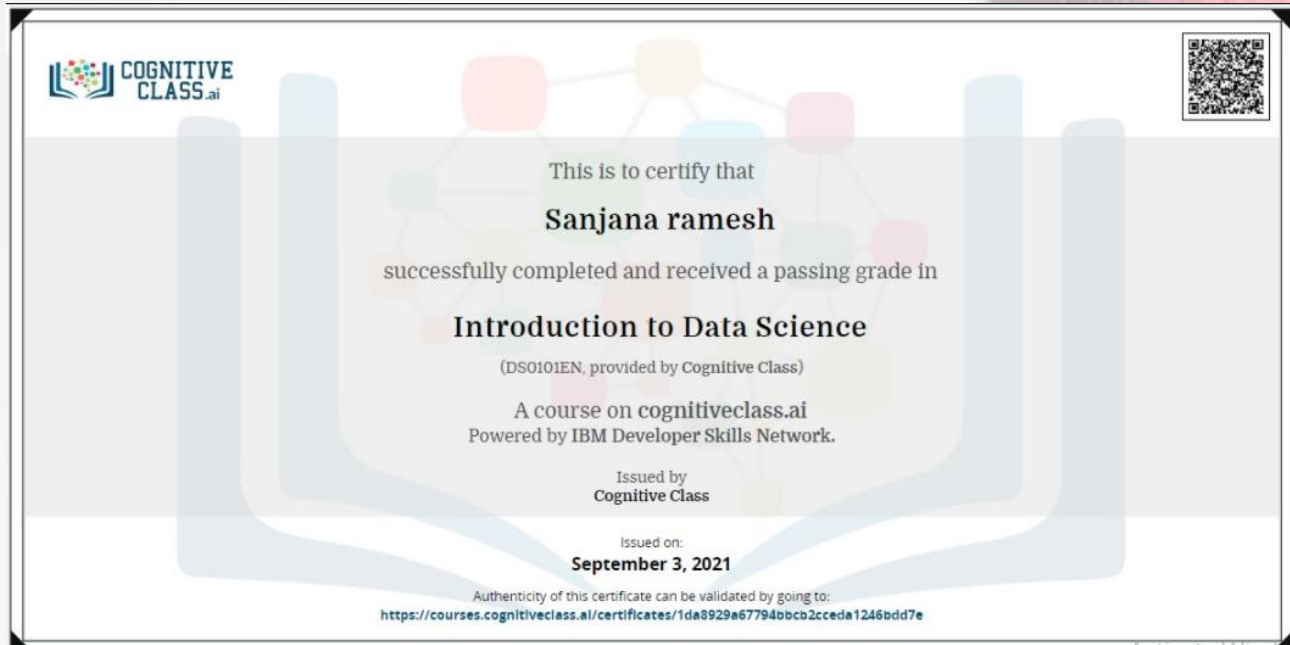 COGNITIVE
CLASS.ai
This is to certify that
Sanjana ramesh
successfully completed and received a passing grade in
Introduction to Data Science
(DS0101EN, provided by Cognitive Class)
A course on cognitiveclass.ai
Powered by IBM Developer Skills Network.
Issued by
Cognitive Class
Issued on:
September 3, 2021
Authenticity of this certificate can be validated by going to:
https://courses.cognitiveclass.ai/certificates/1da8929a67794bbcb2cceda1246bdd7e